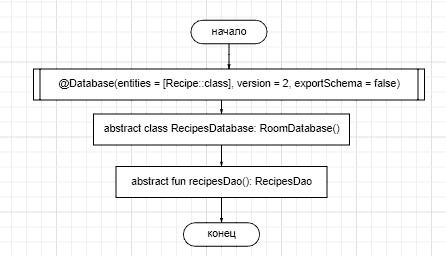 начало
@Database(entities = [Recipe::class], version = 2, exportSchema = false)
abstract class RecipesDatabase: RoomDatabase()
abstract fun recipesDao(): RecipesDao
конец